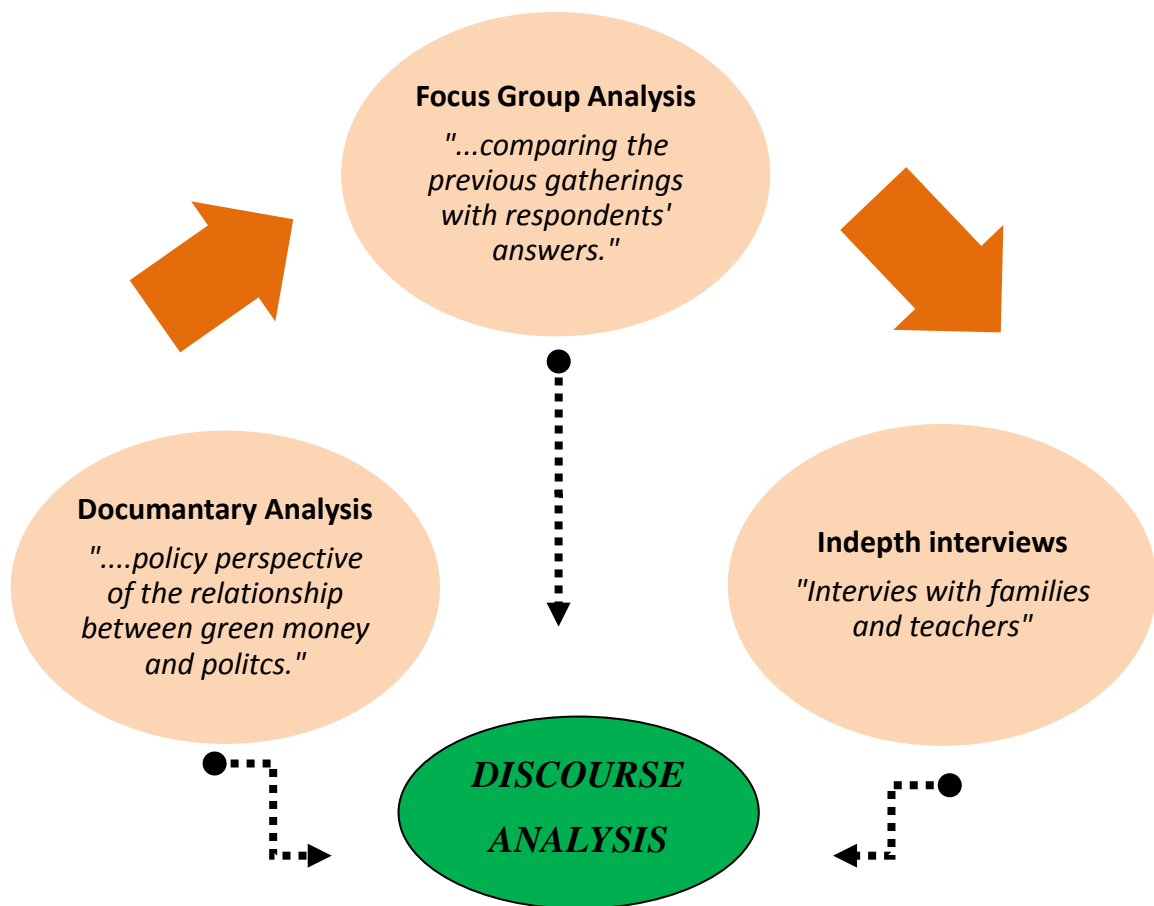 Focus Group Analysis
"...comparing the
previous gatherings
with respondents'
answers."
Documantary Analysis
"....policy perspective
of the relationship
between green money
and politcs."
Indepth interviews
"Intervies with families
and teachers"
DISCOURSE
ANALYSIS